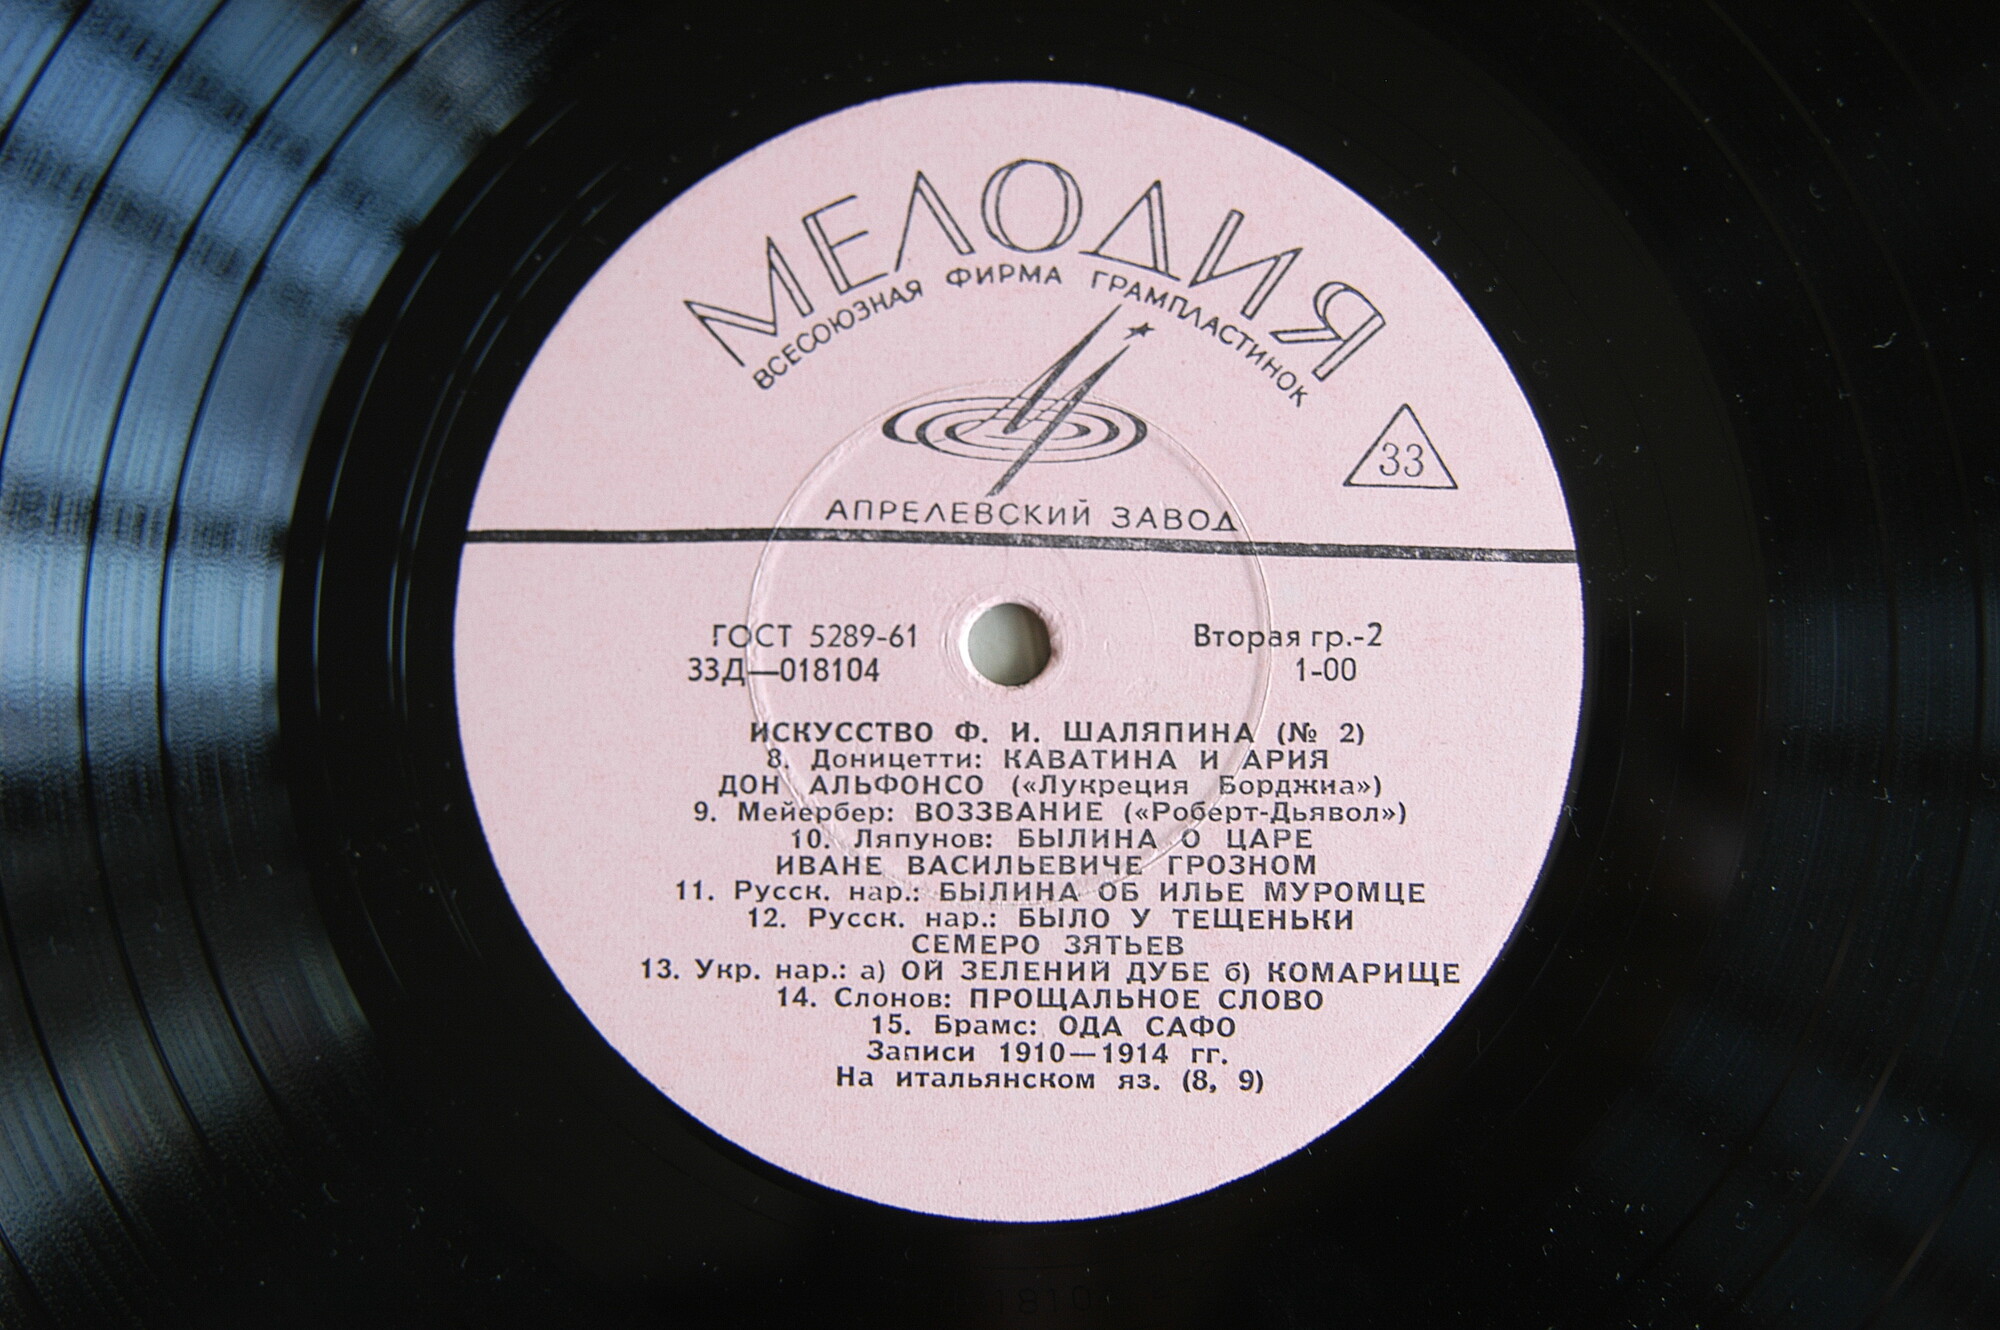 МЕЛОДИЯ
ВСЕСОЮЗНАЯ ФИРМА ГРАМПЛАСТИНОК
33
АПРЕЛЕВСКИЙ ЗАВОД
ГОСТ 5289-61
Вторая гр.-2
33Д—018104
1-00
ИСКУССТВО Ф. И. ШАЛЯПИНА (№ 2)
8. Доницетти: КАВАТИНА И АРИЯ
ДОН АЛЬФОНСО («Лукреция Борджиа»)
9. Мейербер: ВОЗЗВАНИЕ («Роберт-Дьявол»)
10. Ляпунов: БЫЛИНА О ЦАРЕ
ИВАНЕ ВАСИЛЬЕВИЧЕ ГРОЗНОМ
11. Русск. нар.: БЫЛИНА ОБ ИЛЬЕ МУРОМЦЕ
12. Русск. нар.: БЫЛО У ТЕЩЕНЬКИ
СЕМЕРО ЗЯТЬЕВ
13. Укр. нар.: а) ОЙ ЗЕЛЕНИЙ ДУБЕ б) КОМАРИЩЕ
14. Слонов: ПРОЩАЛЬНОЕ СЛОВО
15. Брамс: ОДА САФО
Записи 1910—1914 гг.
На итальянском яз. (8, 9)